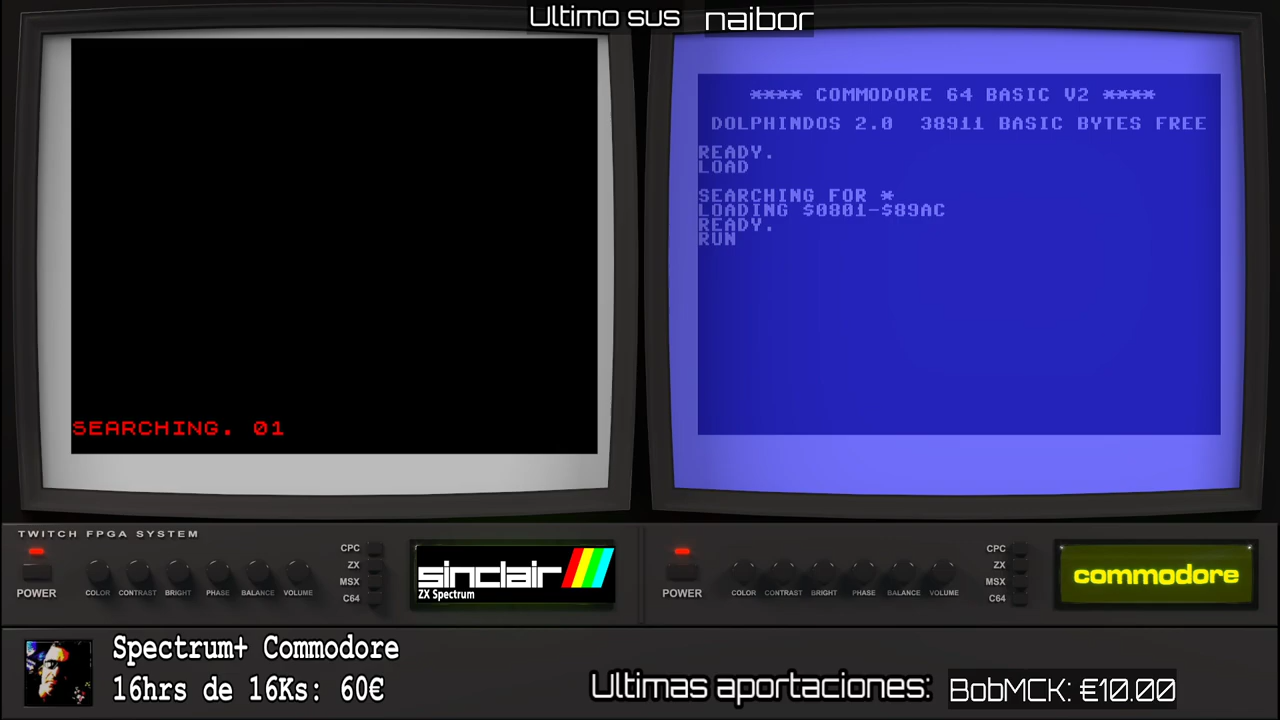 Ultimo sus naibor
SEARCHING. 01
**** COMMODORE 64 BASIC V2 ****
DOLPHINDOS 2.0 38911 BASIC BYTES FREE
READY.
LOAD
SEARCHING FOR *
LOADING $0801-$89AC
READY.
RUN
TWITCH FPGA SYSTEM
POWER
COLOR CONTRAST BRIGHT PHASE BALANCE VOLUME
CPC
ZX
MSX
C64
sinclair
ZX Spectrum
POWER
COLOR CONTRAST BRIGHT PHASE BALANCE VOLUME
CPC
ZX
MSX
C64
commodore
Spectrum+ Commodore
16hrs de 16Ks: 60€
Ultimas aportaciones: BobMCK: €10.00